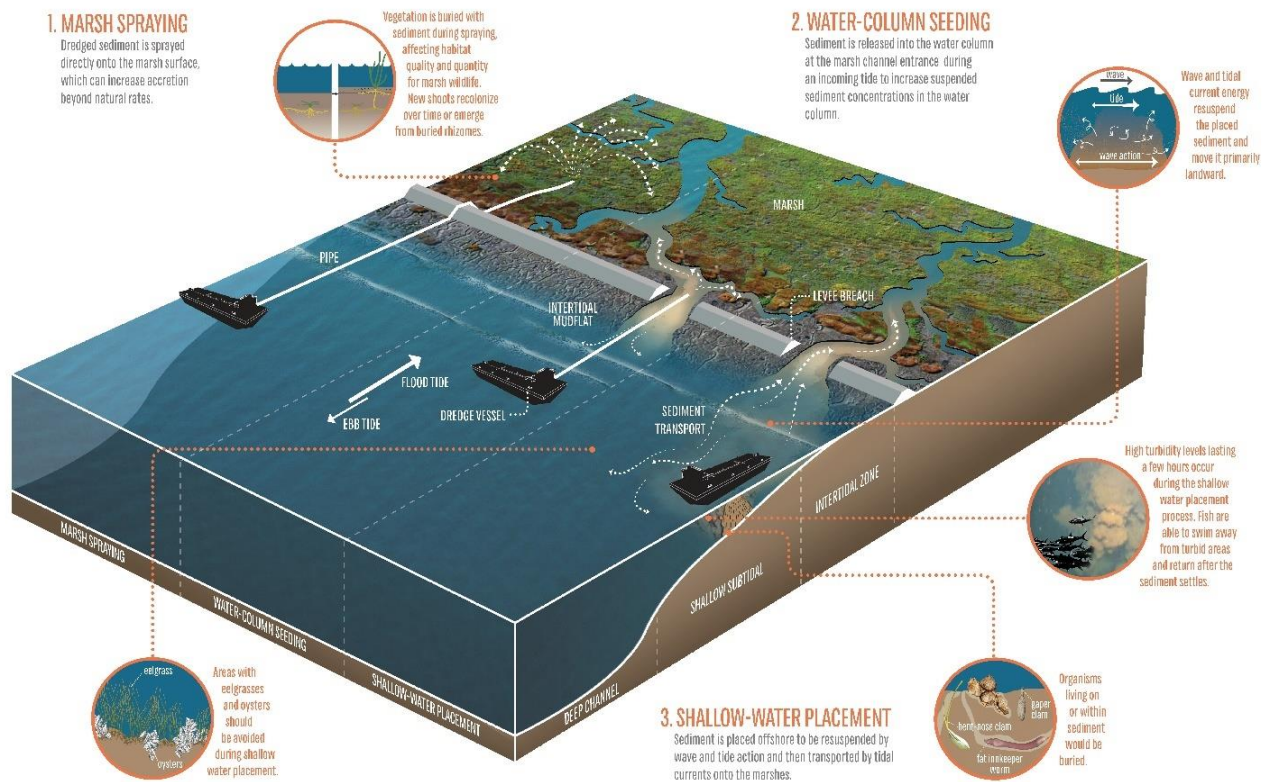 1. MARSH SPRAYING
Dredged sediment is sprayed
directly onto the marsh surface,
which can increase accretion
beyond natural rates.
Vegetation is buried with
sediment during spraying,
affecting habitat
quality and quantity
for marsh wildlife.
New shoots recolonize
over time or emerge
from buried rhizomes.
2. WATER-COLUMN SEEDING
Sediment is released into the water column
at the marsh channel entrance during
an incoming tide to increase suspended
sediment concentrations in the water
column.
wave
tide
wave action
Wave and tidal
current energy
resuspend
the placed
sediment and
move it primarily
landward.
MARSH
PIPE
INTERTIDAL
MUDFLAT
LEVEE BREACH
FLOOD TIDE
EBB TIDE
DREDGE VESSEL
SEDIMENT
TRANSPORT
High turbidity levels lasting
a few hours occur
during the shallow
water placement
process. Fish are
able to swim away
from turbid areas
and return after the
sediment settles.
INTERTIDAL ZONE
SHALLOW SUBTIDAL
DEEP CHANNEL
MARSH SPRAYING
WATER-COLUMN SEEDING
SHALLOW-WATER PLACEMENT
eelgrass
oysters
Areas with
eelgrasses
and oysters
should
be avoided
during shallow
water placement.
3. SHALLOW-WATER PLACEMENT
Sediment is placed offshore to be resuspended by
wave and tide action and then transported by tidal
currents onto the marshes.
gaper
clam
bent-nose clam
fat innkeeper
worm
Organisms
living on
or within
sediment
would be
buried.